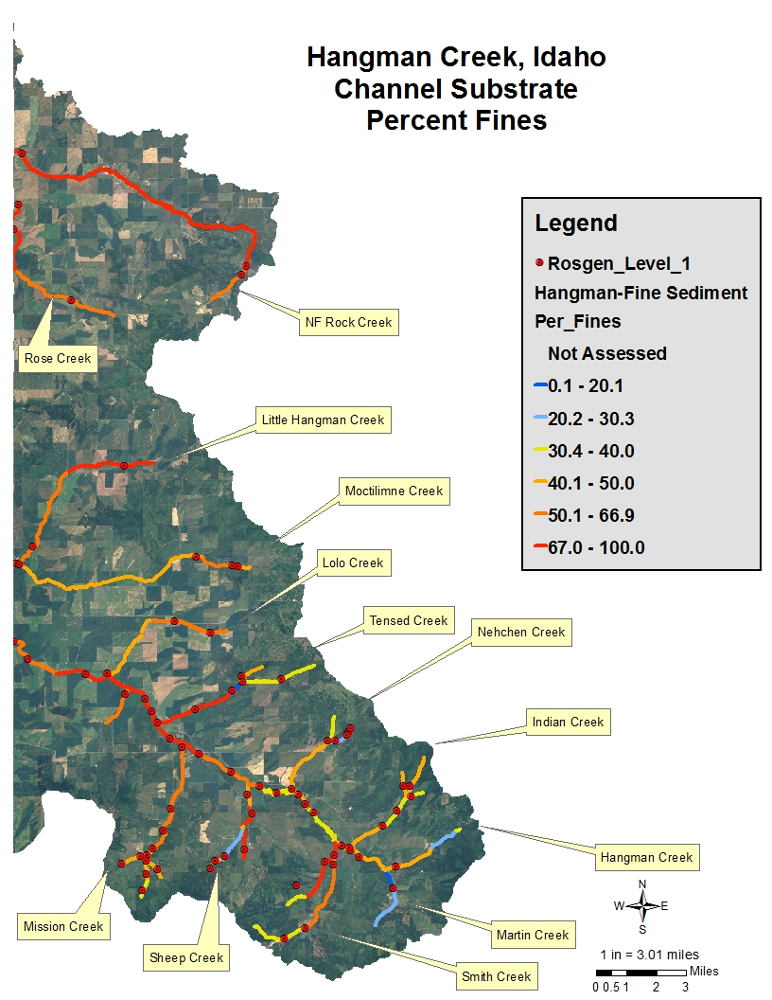 Hangman Creek, Idaho
Channel Substrate
Percent Fines
Legend
Rosgen_Level_1
Hangman-Fine Sediment
Per_Fines
Not Assessed
0.1 - 20.1
20.2 - 30.3
30.4 - 40.0
40.1 - 50.0
50.1 - 66.9
67.0 - 100.0
NF Rock Creek
Rose Creek
Little Hangman Creek
Moctilimne Creek
Lolo Creek
Tensed Creek
Nehchen Creek
Indian Creek
Hangman Creek
Mission Creek
Sheep Creek
Martin Creek
Smith Creek
N
W E
S
1 in = 3.01 miles
Miles
0 0.5 1 2 3